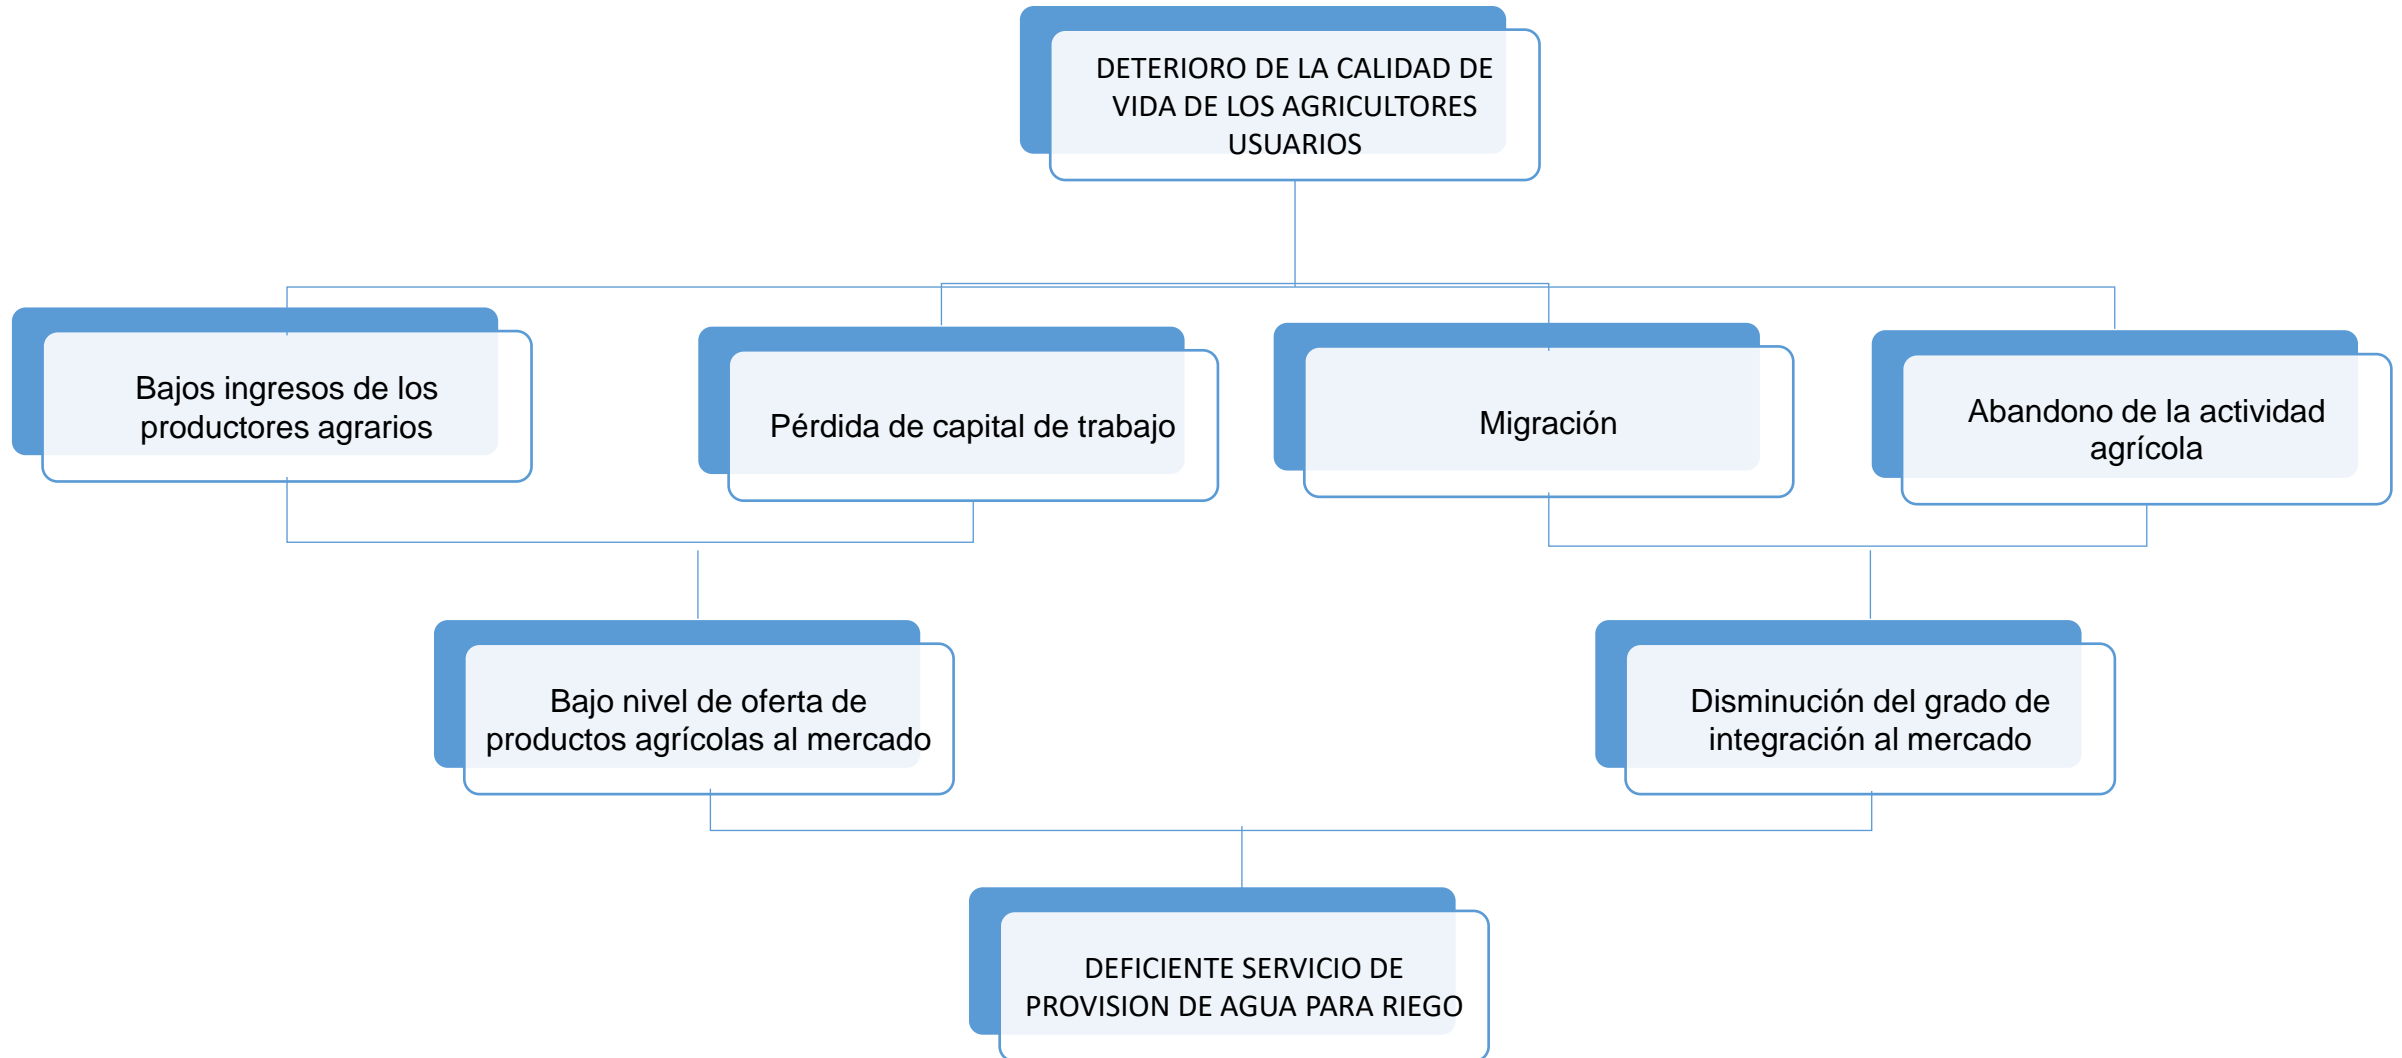 DETERIORO DE LA CALIDAD DE
VIDA DE LOS AGRICULTORES
USUARIOS
Bajos ingresos de los
productores agrarios
Pérdida de capital de trabajo
Migración
Abandono de la actividad
agrícola
Bajo nivel de oferta de
productos agrícolas al mercado
Disminución del grado de
integración al mercado
DEFICIENTE SERVICIO DE
PROVISION DE AGUA PARA RIEGO